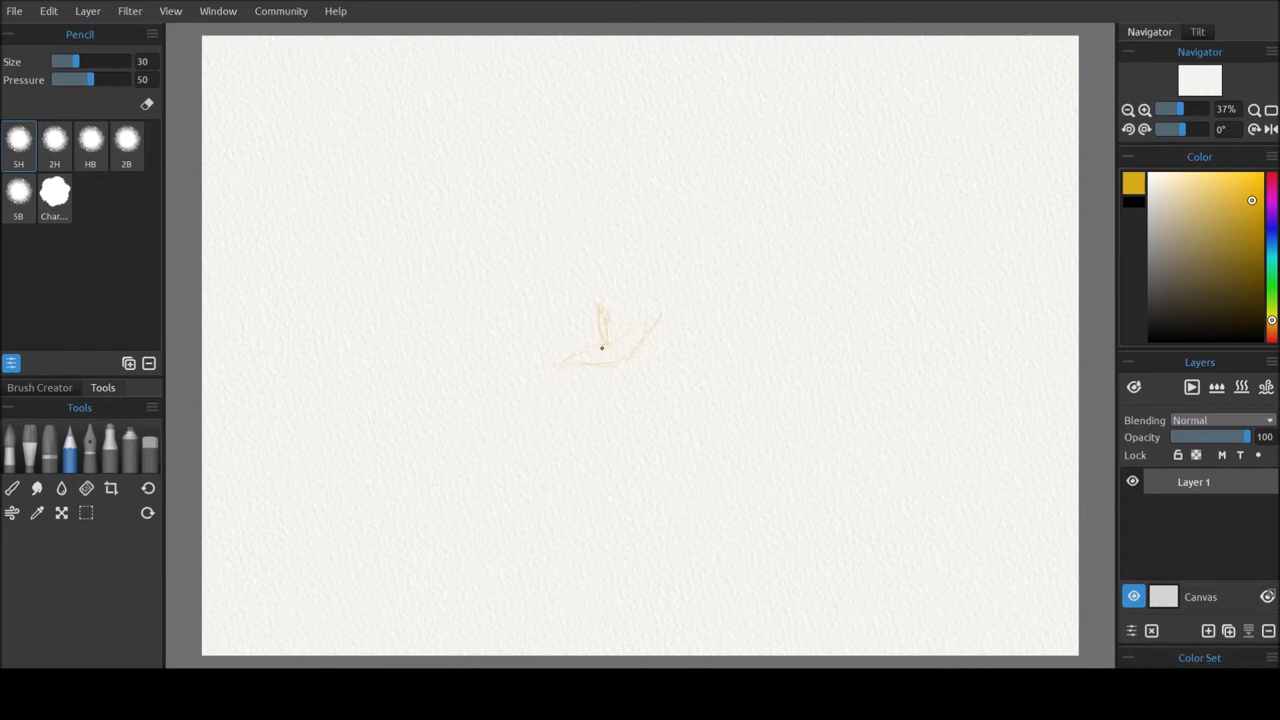 File Edit Layer Filter View Window Community Help
Pencil
Size 30
Pressure 50
5H 2H HB 2B
5B Char...
Brush Creator Tools
Tools
Navigator Tilt
Navigator
37%
0°
Color
Layers
Blending Normal
Opacity 100
Lock M T
Layer 1
Canvas
Color Set